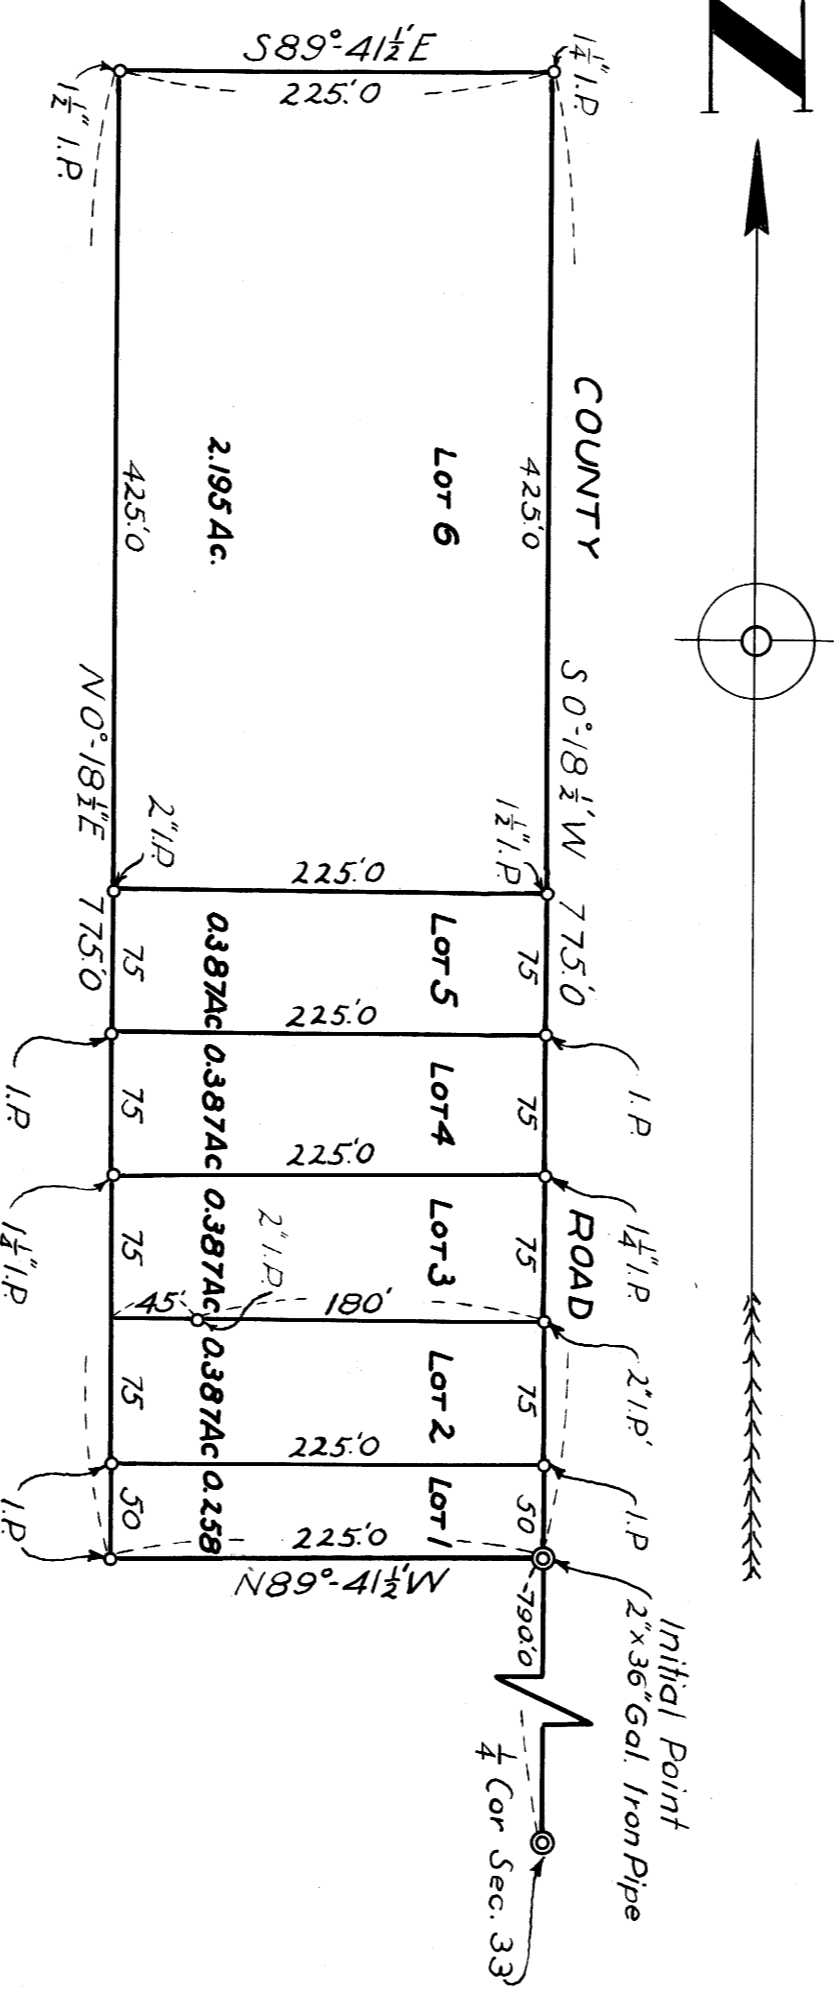 N
S89°-41½'E
225.'0
1¼" I.P.
1½" I.P.
COUNTY
425.'0
LOT 6
2.195 Ac.
425.'0
S 0°-18½'W 775.'0
N 0°-18½"E 775.'0
1½" I.P.
2" I.P.
225.'0
75
LOT 5
0.387Ac
75
I.P.
225.'0
I.P.
75
LOT 4
0.387Ac
75
1¼" I.P.
225.'0
1¼" I.P.
ROAD
75
LOT 3
0.387Ac
75
2" I.P.
45'
180'
2" I.P.'
75
LOT 2
0.387Ac
75
I.P
225.'0
50
LOT 1
0.258
50
I.P.
225.'0
N89°-41½'W
Initial Point
2"x36" Gal. Iron Pipe
790.'0
¼ Cor Sec. 33